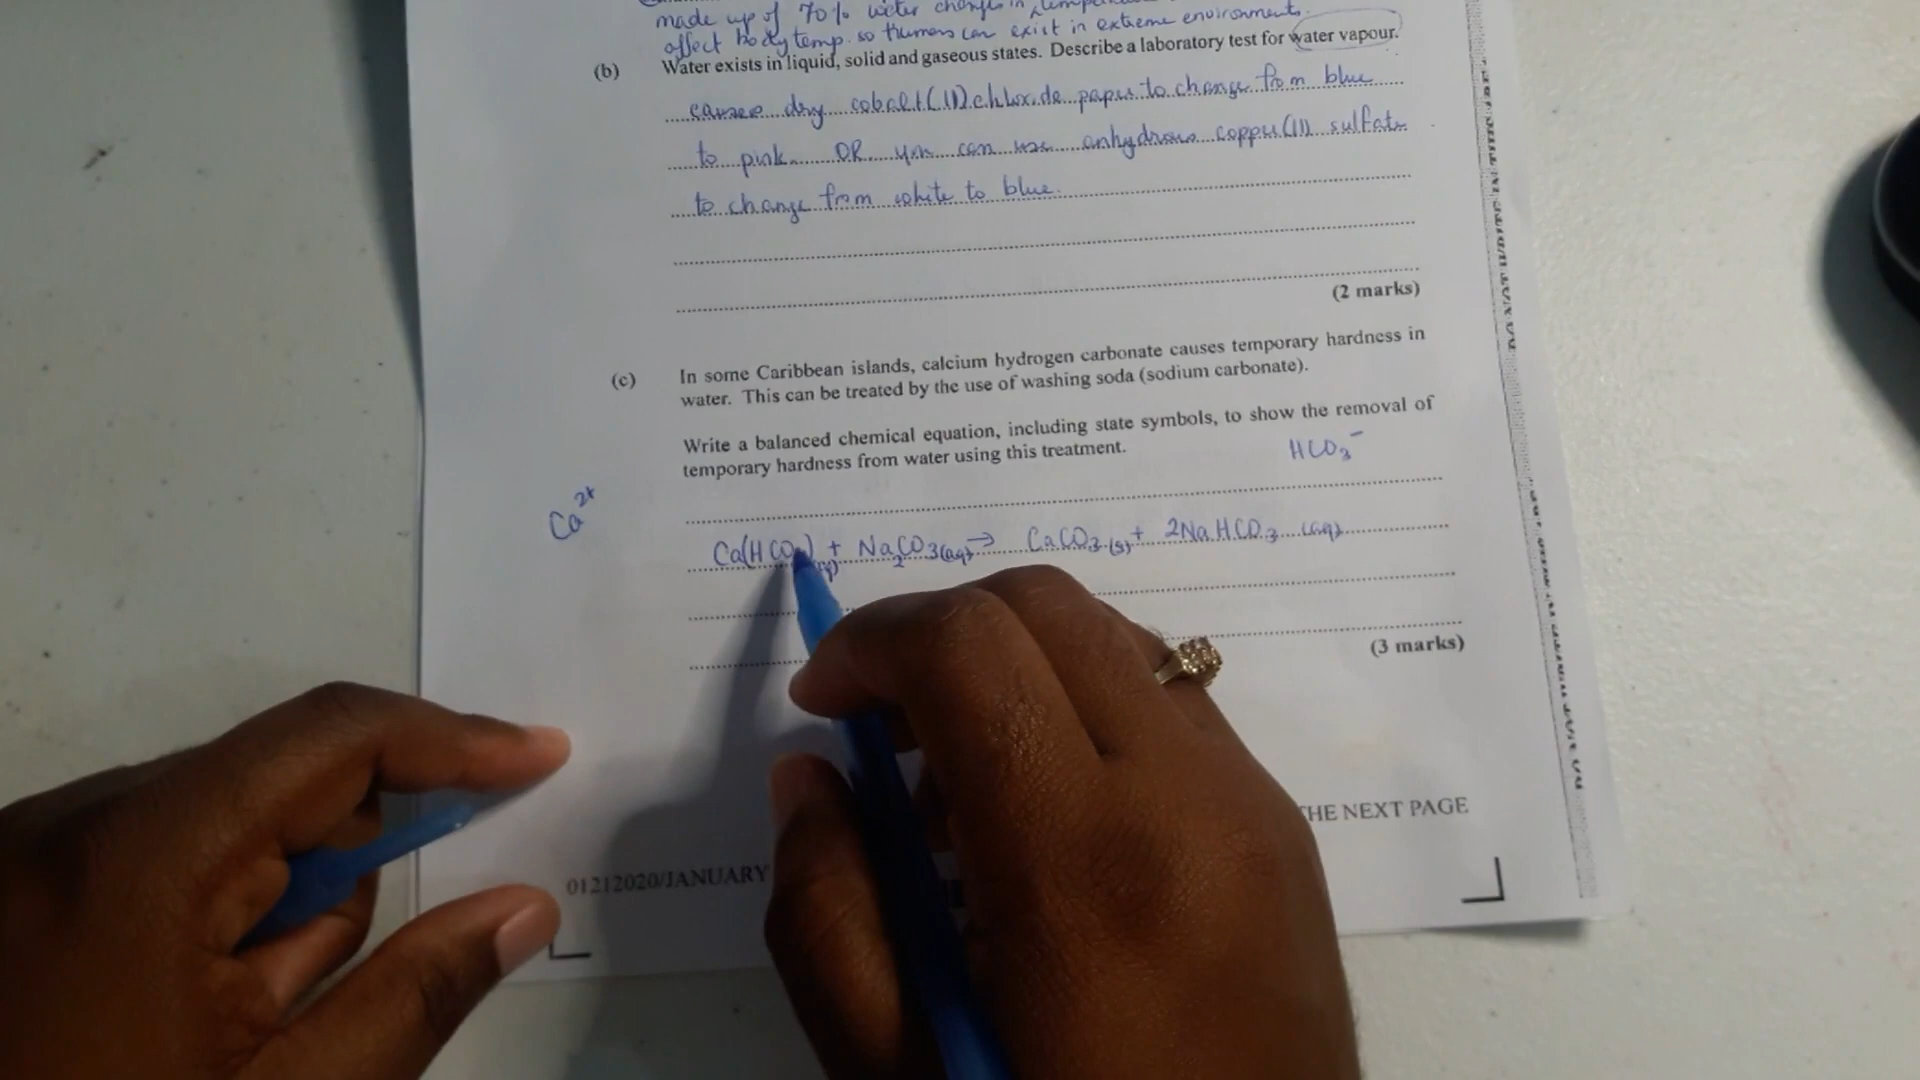 made up of 70% water changes in temp
affect body temp. so humans can exist in extreme environments.
(b) Water exists in liquid, solid and gaseous states. Describe a laboratory test for water vapour.
causes dry cobalt (II) chloride paper to change from blue
to pink. OR you can use anhydrous copper(II) sulfate
to change from white to blue.
(2 marks)
(c) In some Caribbean islands, calcium hydrogen carbonate causes temporary hardness in
water. This can be treated by the use of washing soda (sodium carbonate).
Write a balanced chemical equation, including state symbols, to show the removal of
temporary hardness from water using this treatment.
HCO3⁻
Ca²⁺
Ca(HCO ) + Na2CO3(aq) → CaCO3(s) + 2NaHCO3 (aq)
(3 marks)
THE NEXT PAGE
01212020/JANUARY